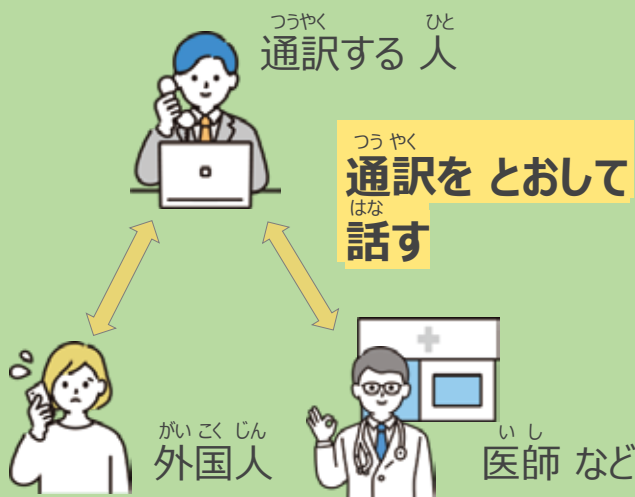 つうやく ひと
通訳する 人
つう やく
通訳を とおして
はな
話す
がい こく じん
外国人
い し
医師 など